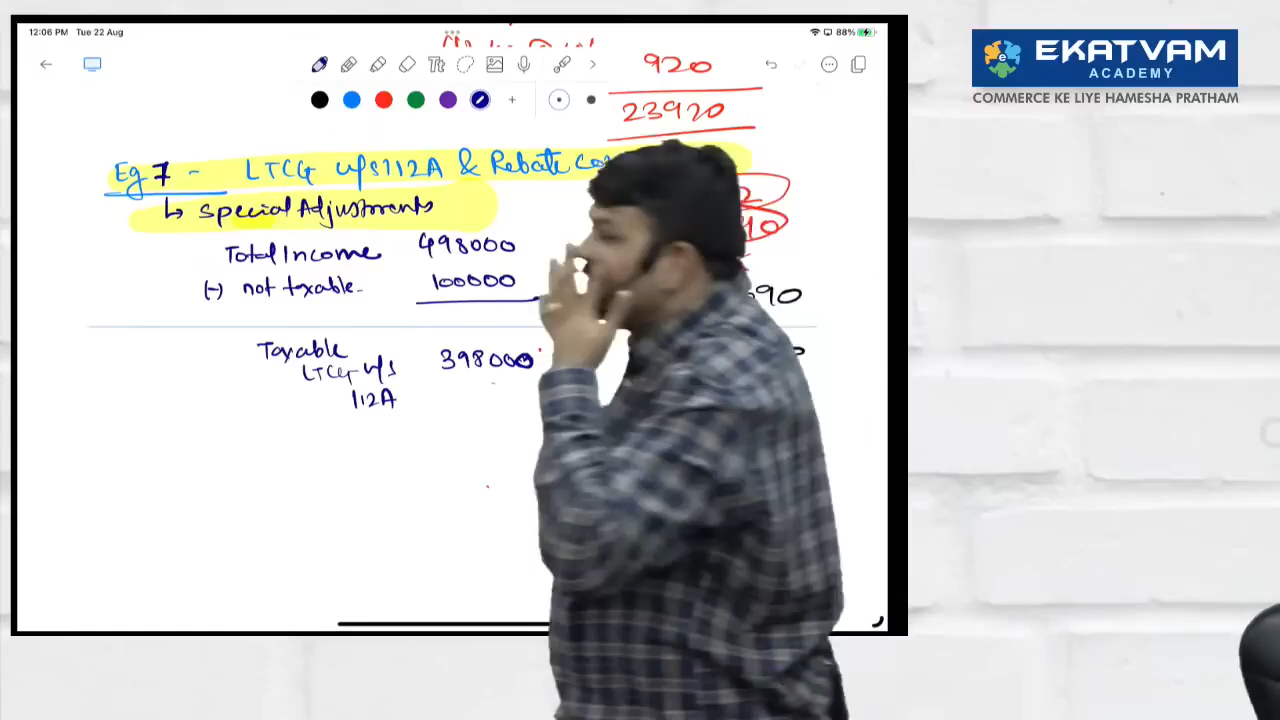 12:06 PM Tue 22 Aug
88%
EKATVAM
ACADEMY
COMMERCE KE LIYE HAMESHA PRATHAM
920
23920
Eg 7 - LTCG u/s 112A & Rebate
↳ Special Adjustments
Total Income 498000
(-) not taxable 100000
90
Taxable 398000
LTCG u/s
112A